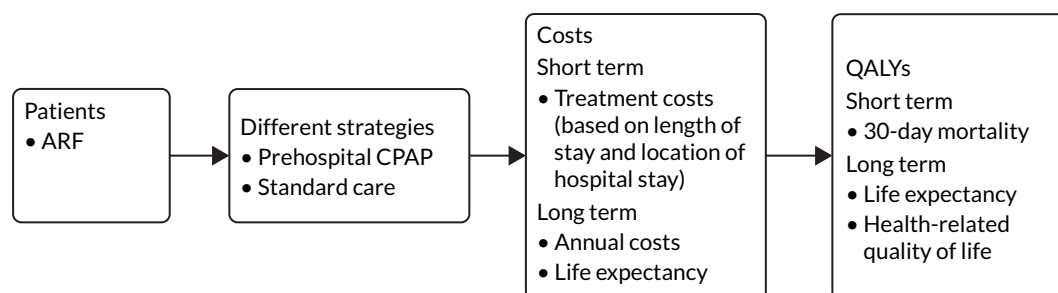 Patients
• ARF
Different strategies
• Prehospital CPAP
• Standard care
Costs
Short term
• Treatment costs
(based on length of
stay and location of
hospital stay)
Long term
• Annual costs
• Life expectancy
QALYs
Short term
• 30-day mortality
Long term
• Life expectancy
• Health-related
quality of life